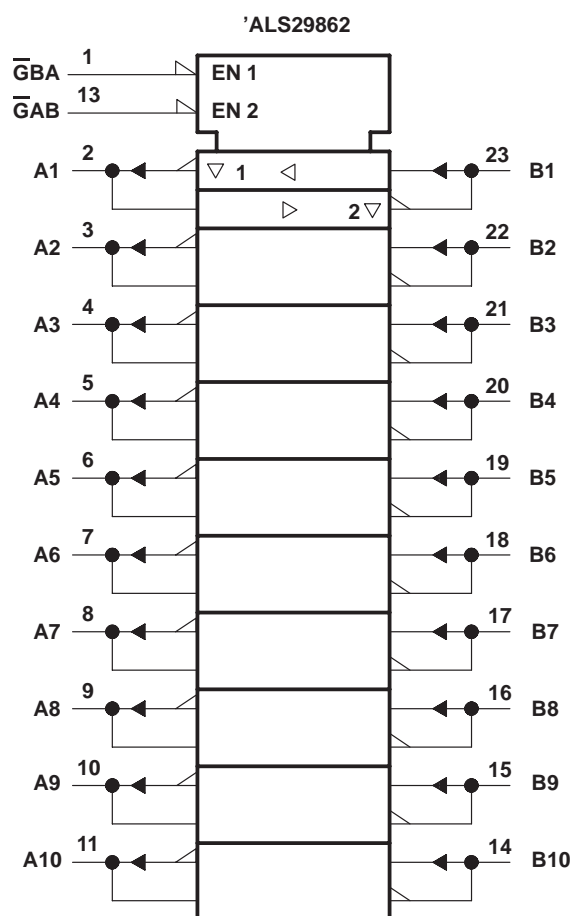 'ALS29862
G̅BA 1 EN 1
G̅AB 13 EN 2
A1 2 1 23 B1
2
A2 3 22 B2
A3 4 21 B3
A4 5 20 B4
A5 6 19 B5
A6 7 18 B6
A7 8 17 B7
A8 9 16 B8
A9 10 15 B9
A10 11 14 B10